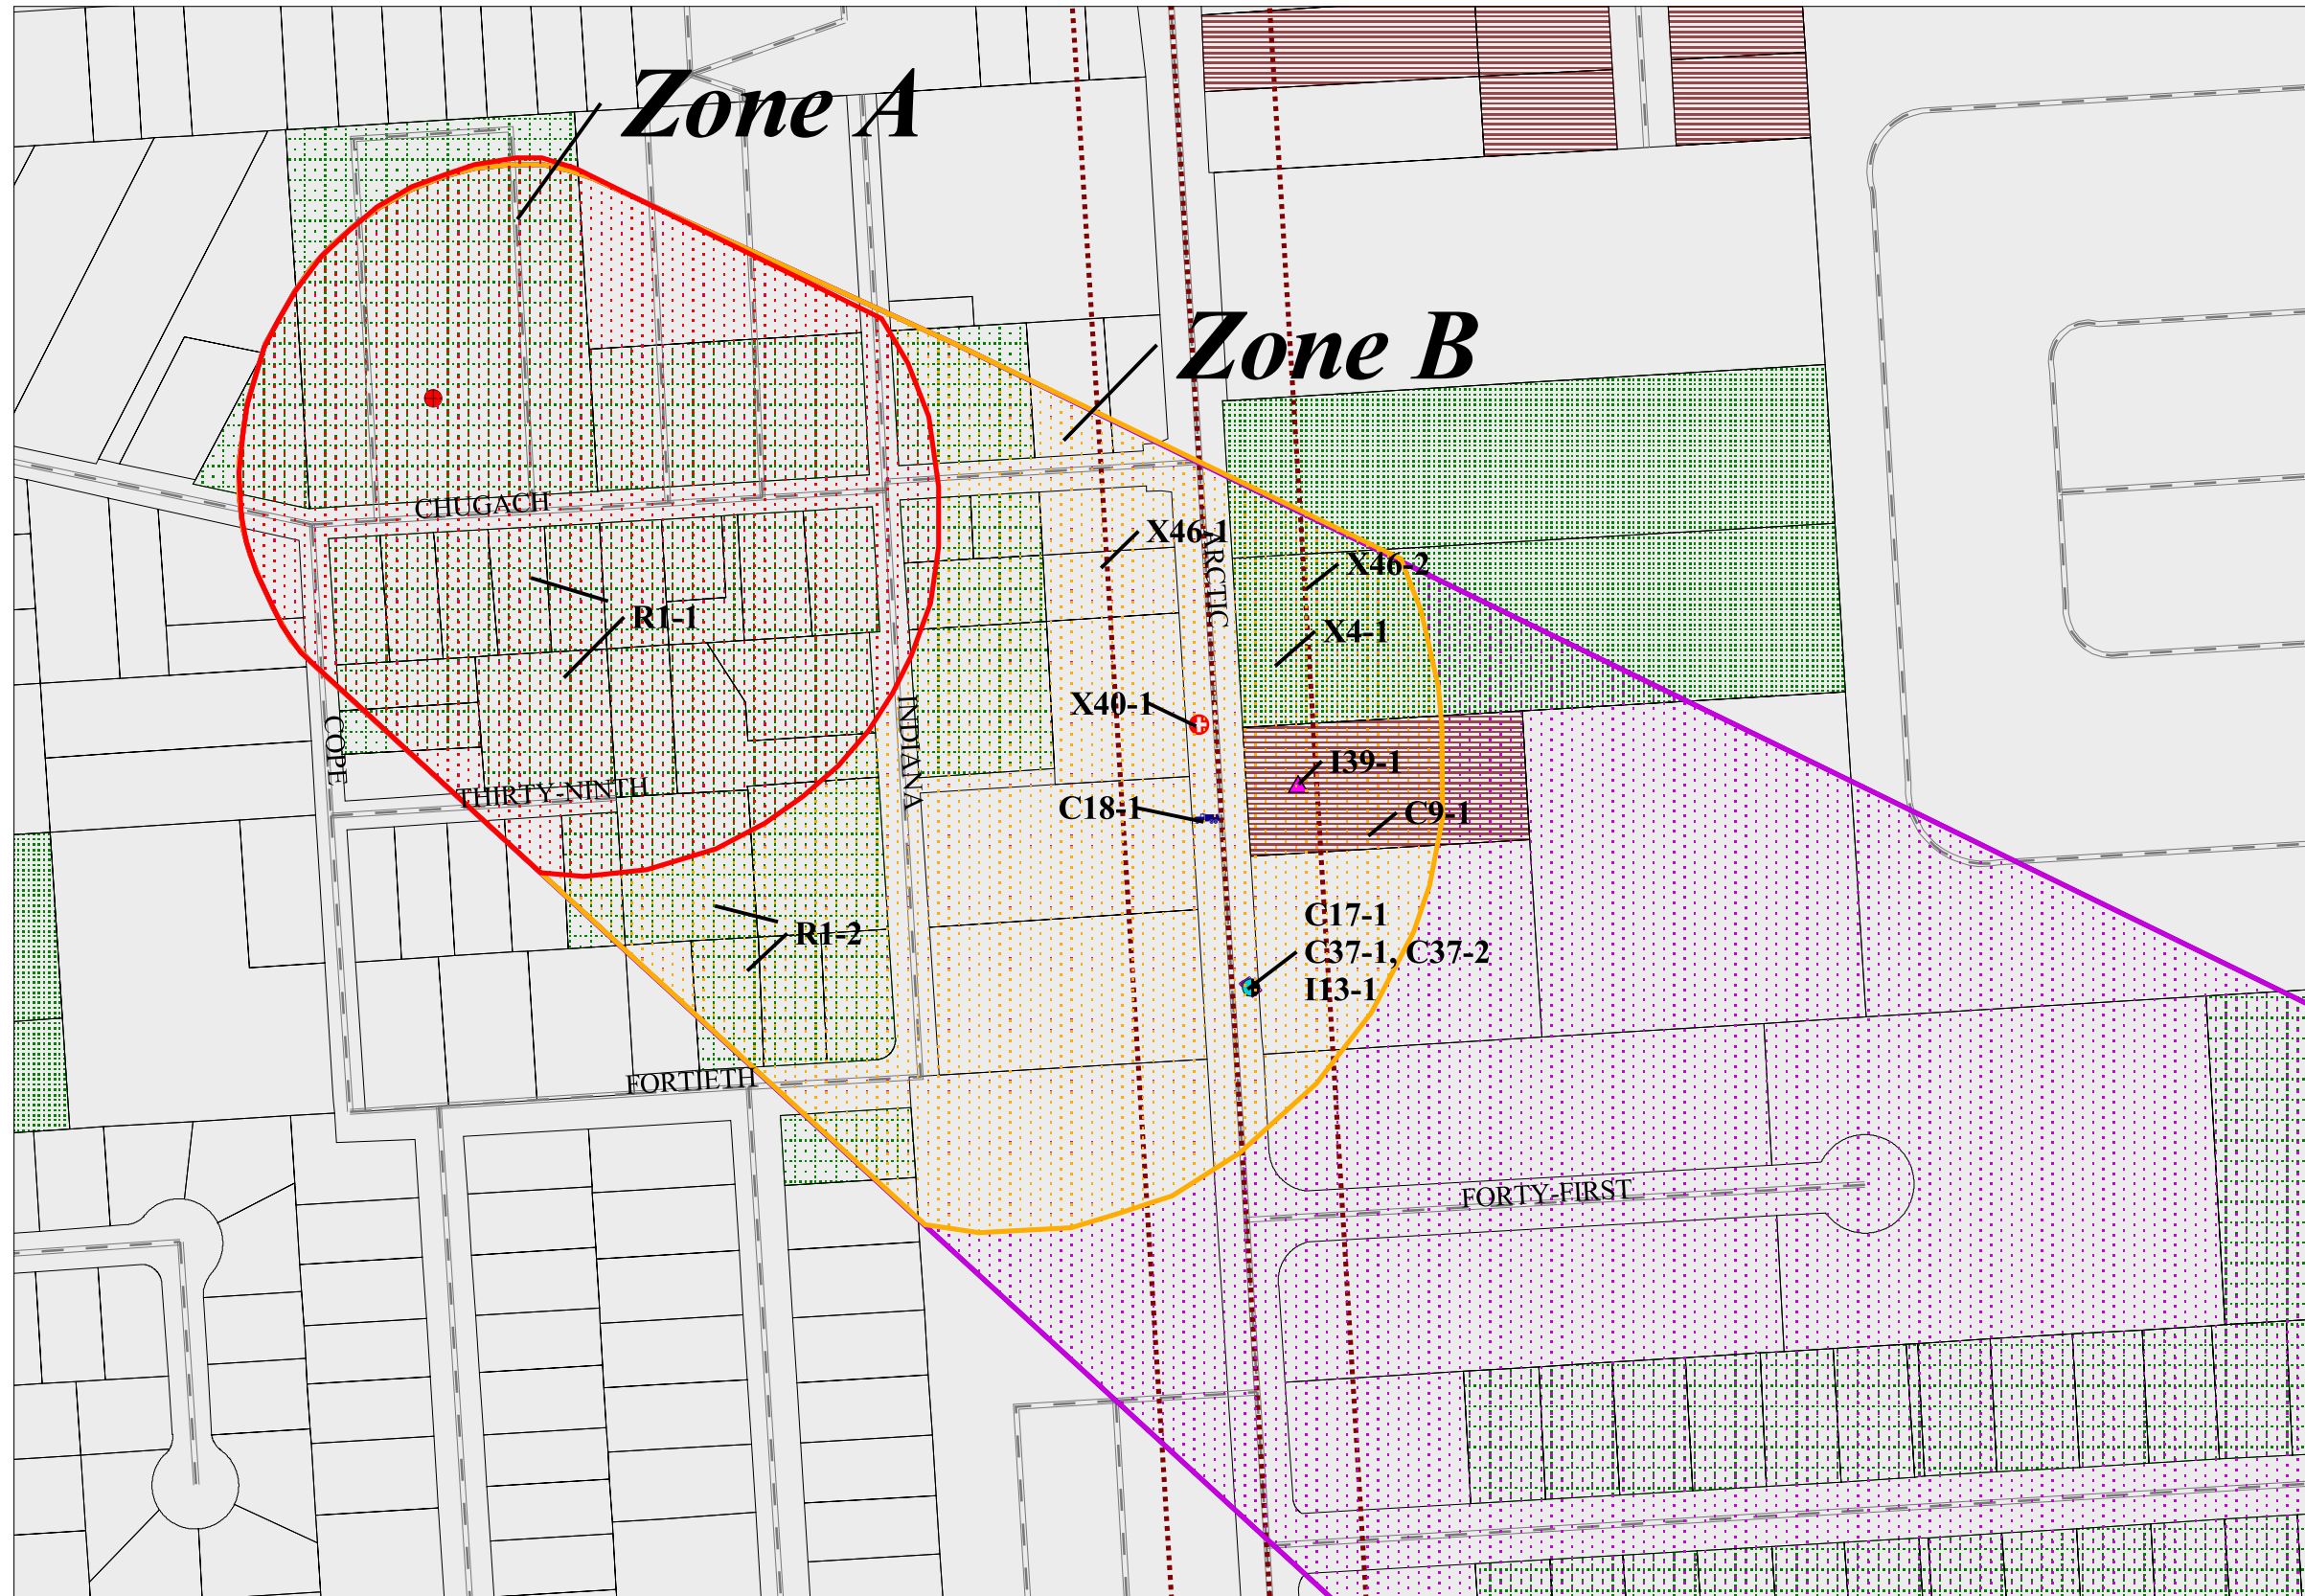 Zone A
Zone B
CHUGACH
X46-1
ARCTIC
X46-2
R1-1
X4-1
X40-1
INDIANA
COPE
I39-1
THIRTY-NINTH
C18-1
C9-1
C17-1
R1-2
C37-1, C37-2
I13-1
FORTIETH
FORTY-FIRST